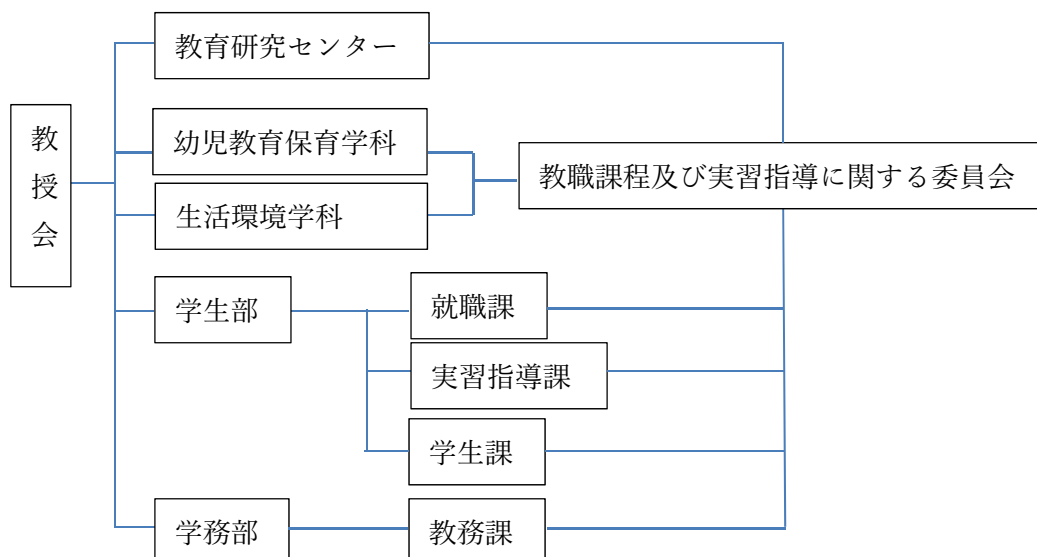 教授会
教育研究センター
幼児教育保育学科
生活環境学科
教職課程及び実習指導に関する委員会
学生部
就職課
実習指導課
学生課
学務部
教務課